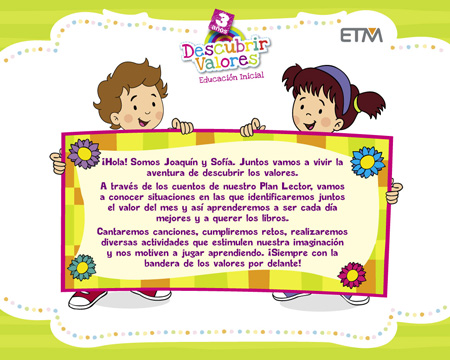 3
años
Descubrir
Valores
Educación Inicial
ETM
¡Hola! Somos Joaquín y Sofía. Juntos vamos a vivir la
aventura de descubrir los valores.
A través de los cuentos de nuestro Plan Lector, vamos
a conocer situaciones en las que identificaremos juntos
el valor del mes y así aprenderemos a ser cada día
mejores y a querer los libros.
Cantaremos canciones, cumpliremos retos, realizaremos
diversas actividades que estimulen nuestra imaginación
y nos motiven a jugar aprendiendo. ¡Siempre con la
bandera de los valores por delante!